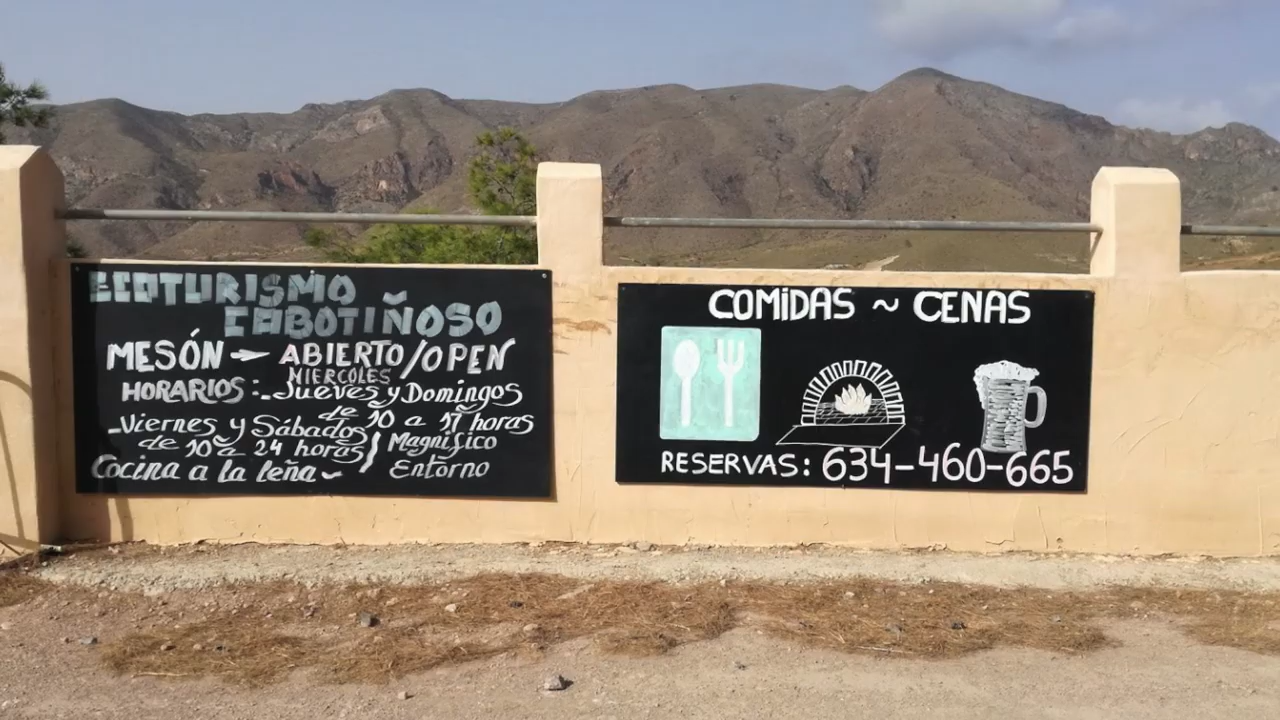 ECOTURISMO
CABOTIÑOSO
MESÓN → ABIERTO/OPEN
MIERCOLES
HORARIOS:-Jueves y Domingos
de 10 a 17 horas
-Viernes y Sábados
de 10 a 24 horas/
Magnifico
Entorno
Cocina a la leña~
COMIDAS ~ CENAS
RESERVAS: 634-460-665